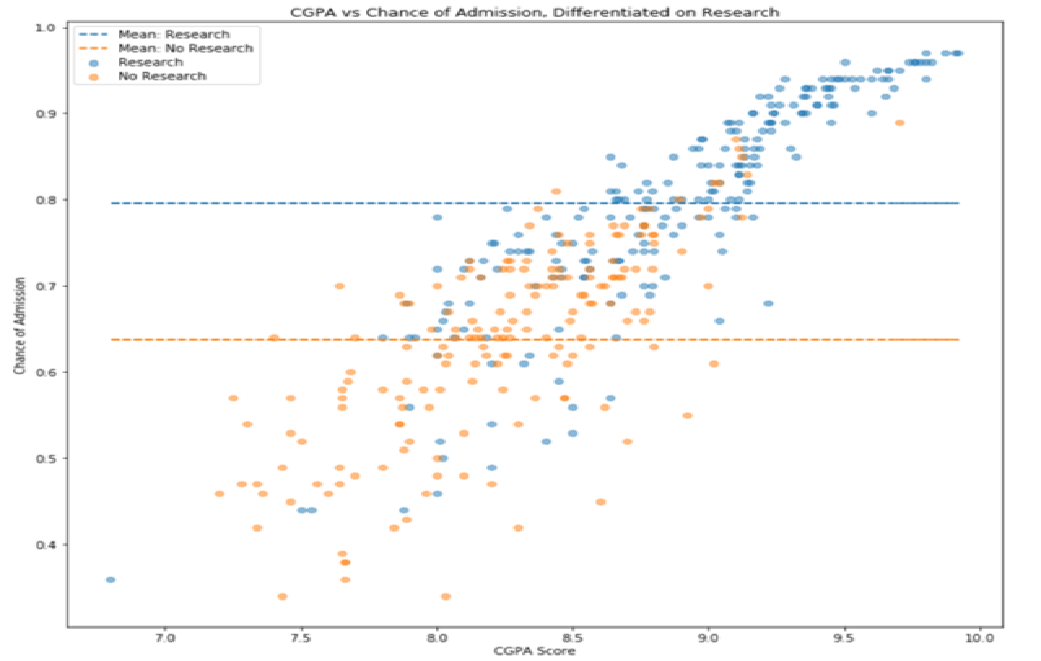 CGPA vs Chance of Admission, Differentiated on Research
Mean: Research
Mean: No Research
Research
No Research
1.0
0.9
0.8
0.7
0.6
0.5
0.4
Chance of Admission
7.0 7.5 8.0 8.5 9.0 9.5 10.0
CGPA Score